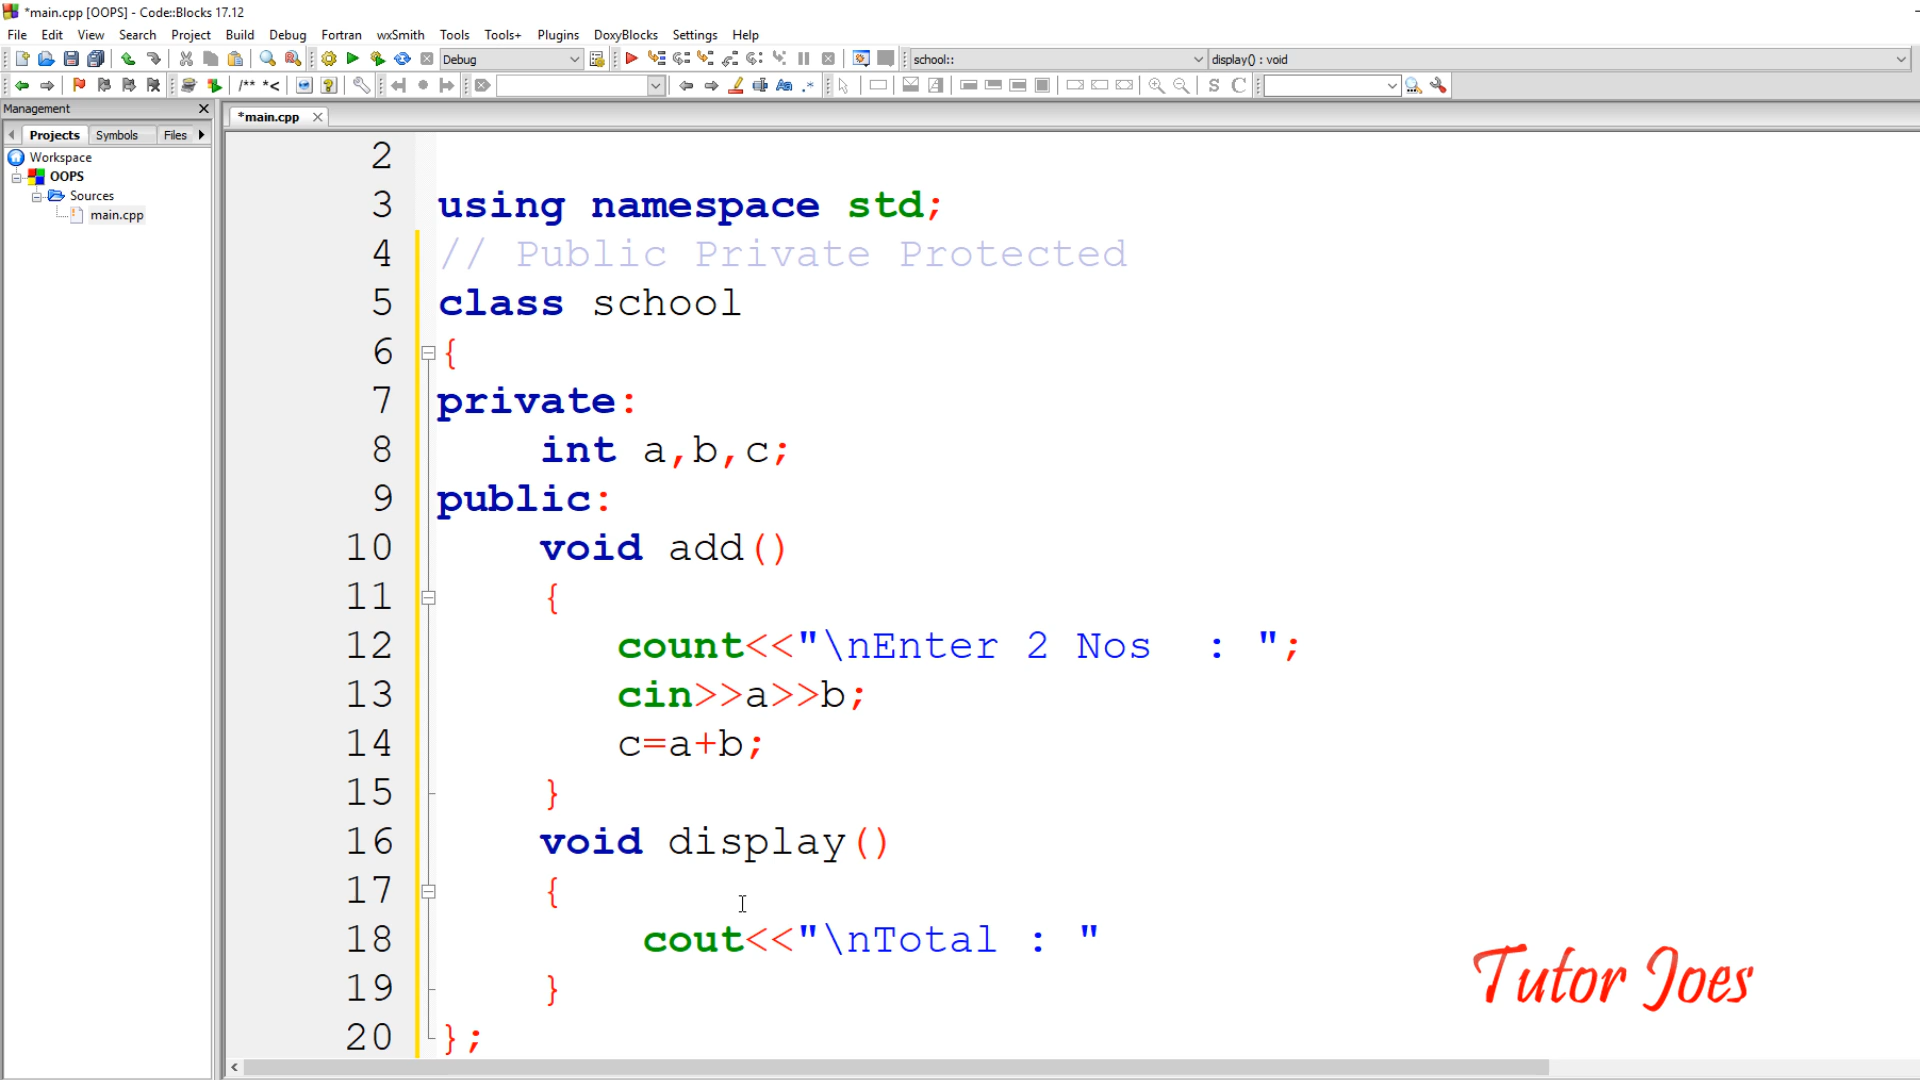 *main.cpp [OOPS] - Code::Blocks 17.12
File Edit View Search Project Build Debug Fortran wxSmith Tools Tools+ Plugins DoxyBlocks Settings Help
Debug school:: display() : void
/** *< Aa .* S C
Management
Projects Symbols Files
*main.cpp
Workspace
OOPS
Sources
main.cpp
2
3 using namespace std;
4 // Public Private Protected
5 class school
6 {
7 private:
8 int a,b,c;
9 public:
10 void add()
11 {
12 count<<"\nEnter 2 Nos  : ";
13 cin>>a>>b;
14 c=a+b;
15 }
16 void display()
17 {
18 cout<<"\nTotal : "
19 }
20 };
Tutor Joes